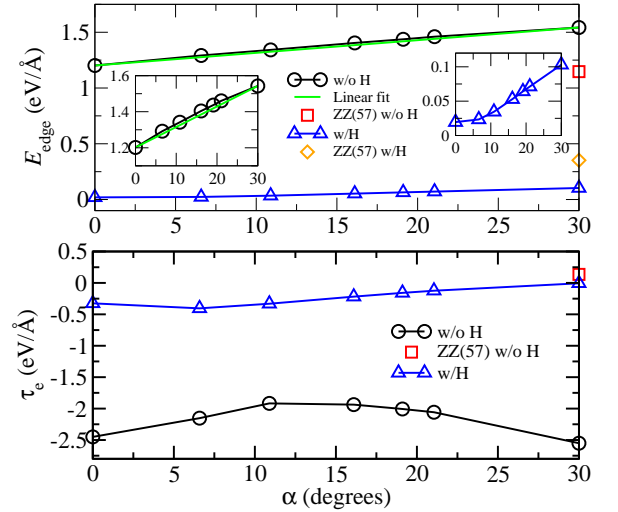 1.5
1
0.5
0
E_edge (eV/Å)
1.6
1.4
1.2
0 10 20 30
w/o H
Linear fit
ZZ(57) w/o H
w/H
ZZ(57) w/H
0.1
0.05
0
0 10 20 30
0 5 10 15 20 25 30
0.5
0
-0.5
-1
-1.5
-2
-2.5
τ_e (eV/Å)
w/o H
ZZ(57) w/o H
w/H
0 5 10 15 20 25 30
α (degrees)